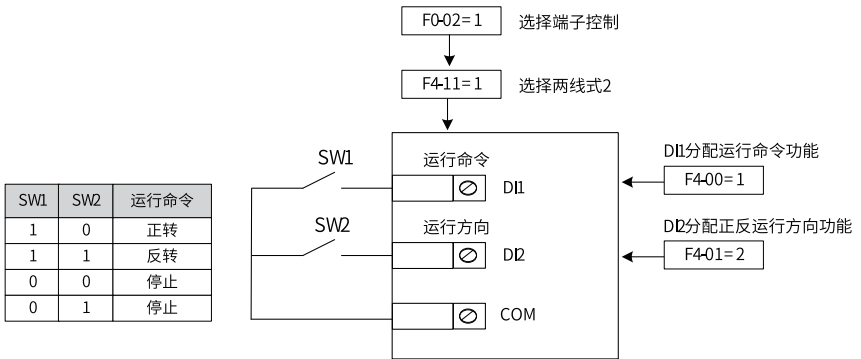 F0-02=1 选择端子控制
F4-11=1 选择两线式2
SW1 SW2 运行命令
1 0 正转
1 1 反转
0 0 停止
0 1 停止
SW1
SW2
运行命令
DI1
运行方向
DI2
COM
DI1分配运行命令功能
F4-00=1
DI2分配正反运行方向功能
F4-01=2